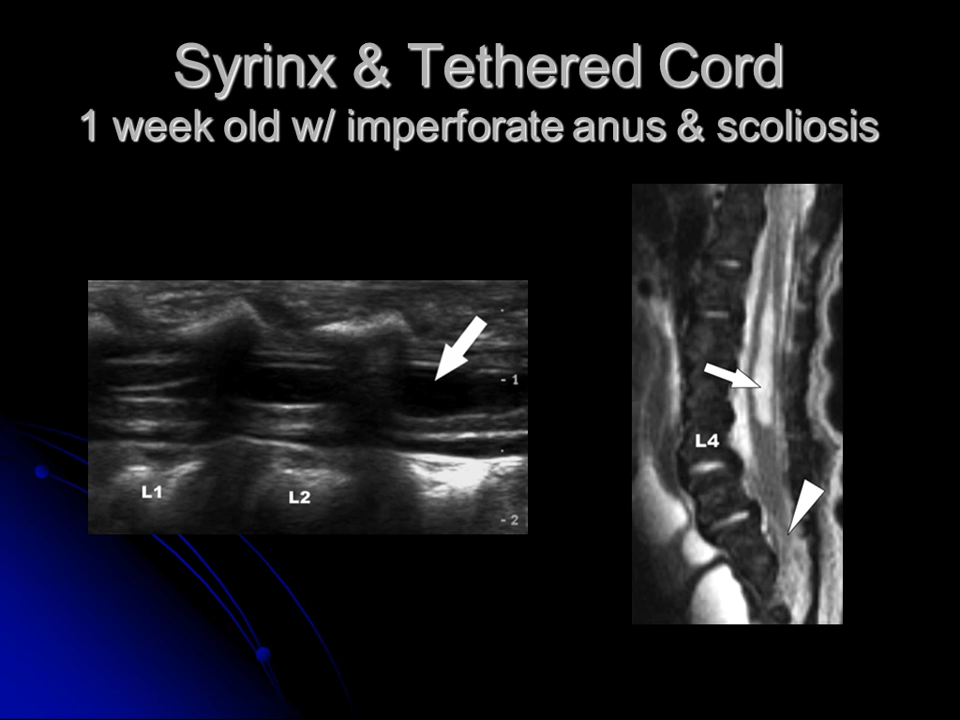 Syrinx & Tethered Cord
1 week old w/ imperforate anus & scoliosis
- 1
L1
L2
- 2
L4